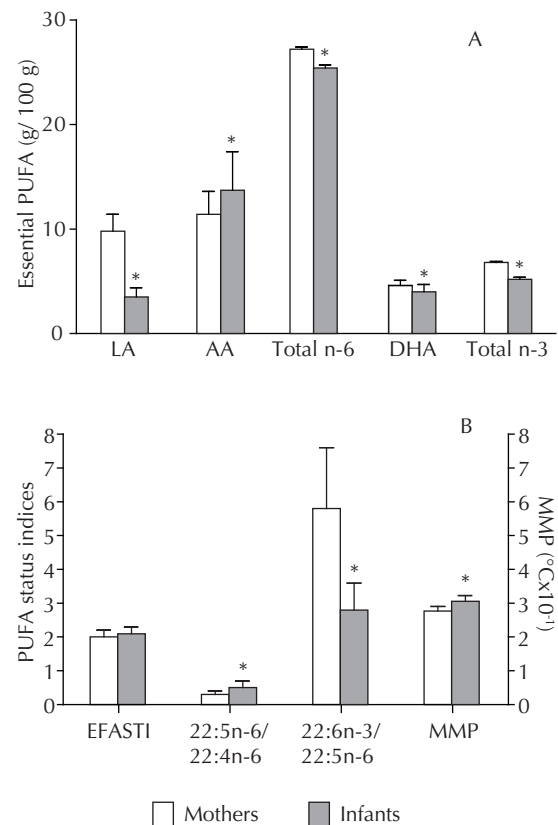 A
Essential PUFA (g/ 100 g)
30
20
10
0
*
*
*
*
*
LA AA Total n-6 DHA Total n-3
B
PUFA status indices
MMP (°Cx10⁻¹)
8 8
7 7
6 6
5 5
4 4
3 3
2 2
1 1
0 0
*
*
*
EFASTI 22:5n-6/ 22:6n-3/ MMP
22:4n-6 22:5n-6
Mothers Infants